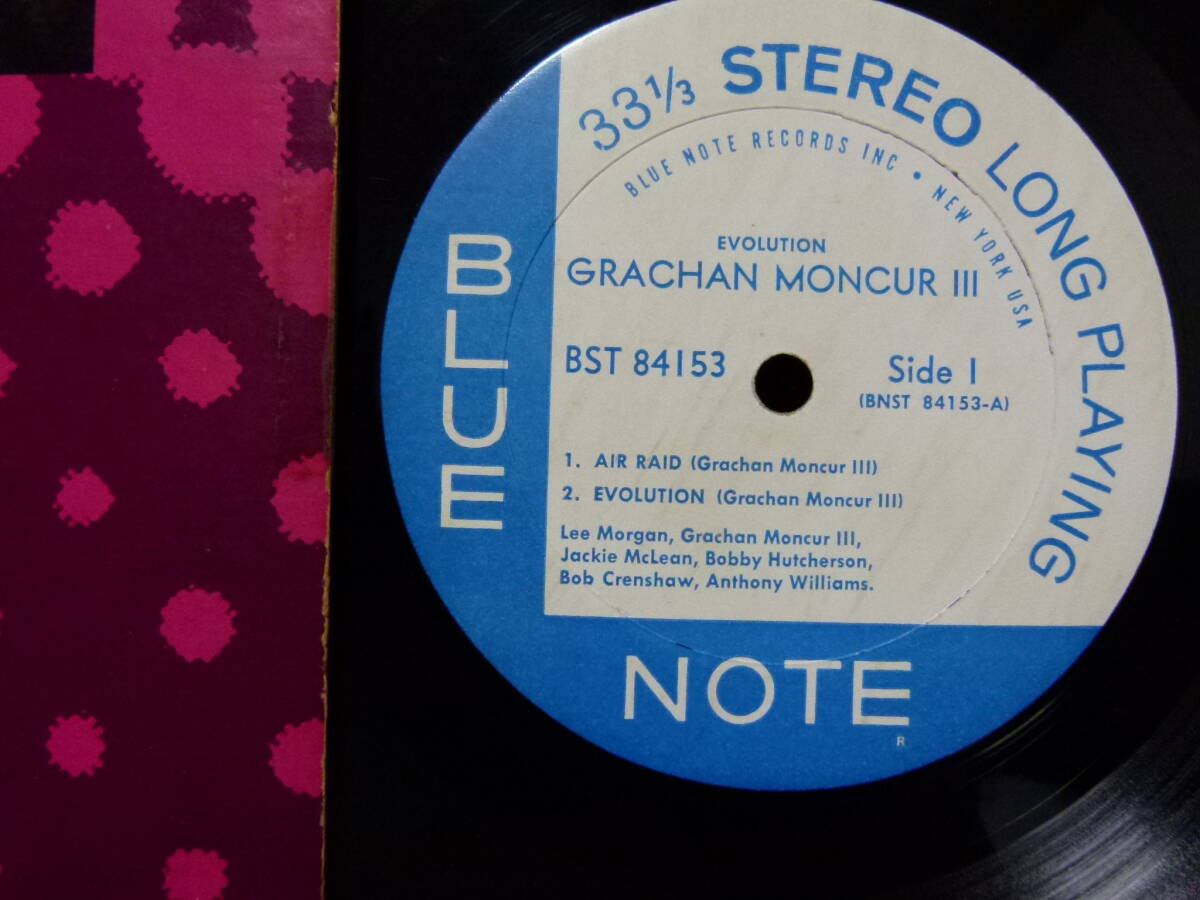 33⅓ STEREO LONG PLAYING
BLUE NOTE RECORDS INC • NEW YORK USA
EVOLUTION
GRACHAN MONCUR III
BST 84153
Side 1
(BNST 84153-A)
1. AIR RAID (Grachan Moncur III)
2. EVOLUTION (Grachan Moncur III)
Lee Morgan, Grachan Moncur III,
Jackie McLean, Bobby Hutcherson,
Bob Crenshaw, Anthony Williams.
BLUE
NOTE
R